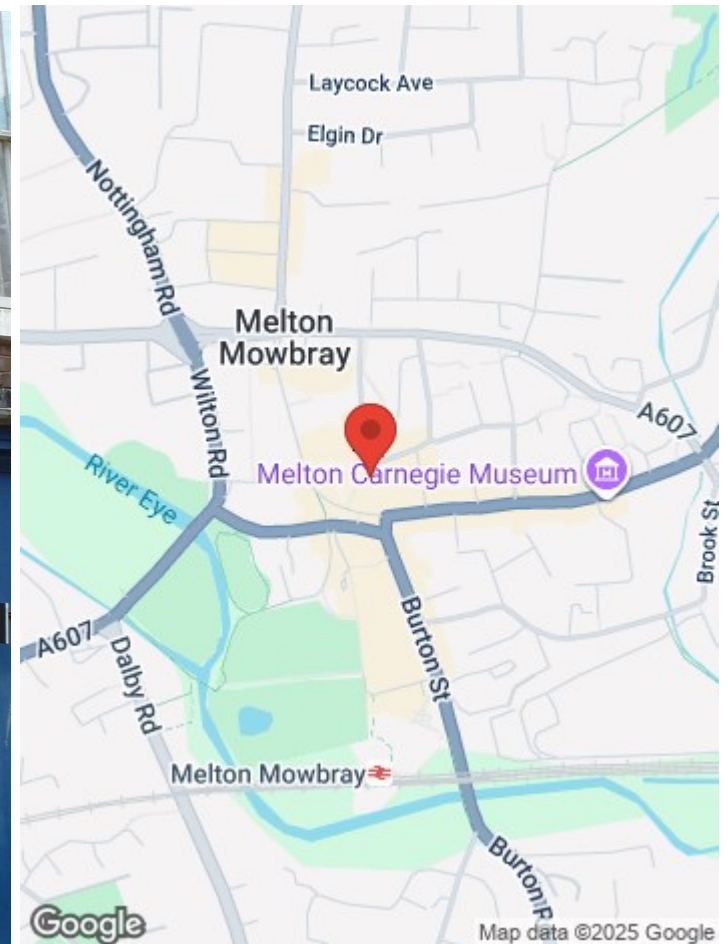 Laycock Ave
Elgin Dr
Nottingham Rd
Melton
Mowbray
Wilton Rd
A607
Melton Carnegie Museum
River Eye
Brook St
A607
Dalby Rd
Burton St
Melton Mowbray
Burton R
Google
Map data ©2025 Google